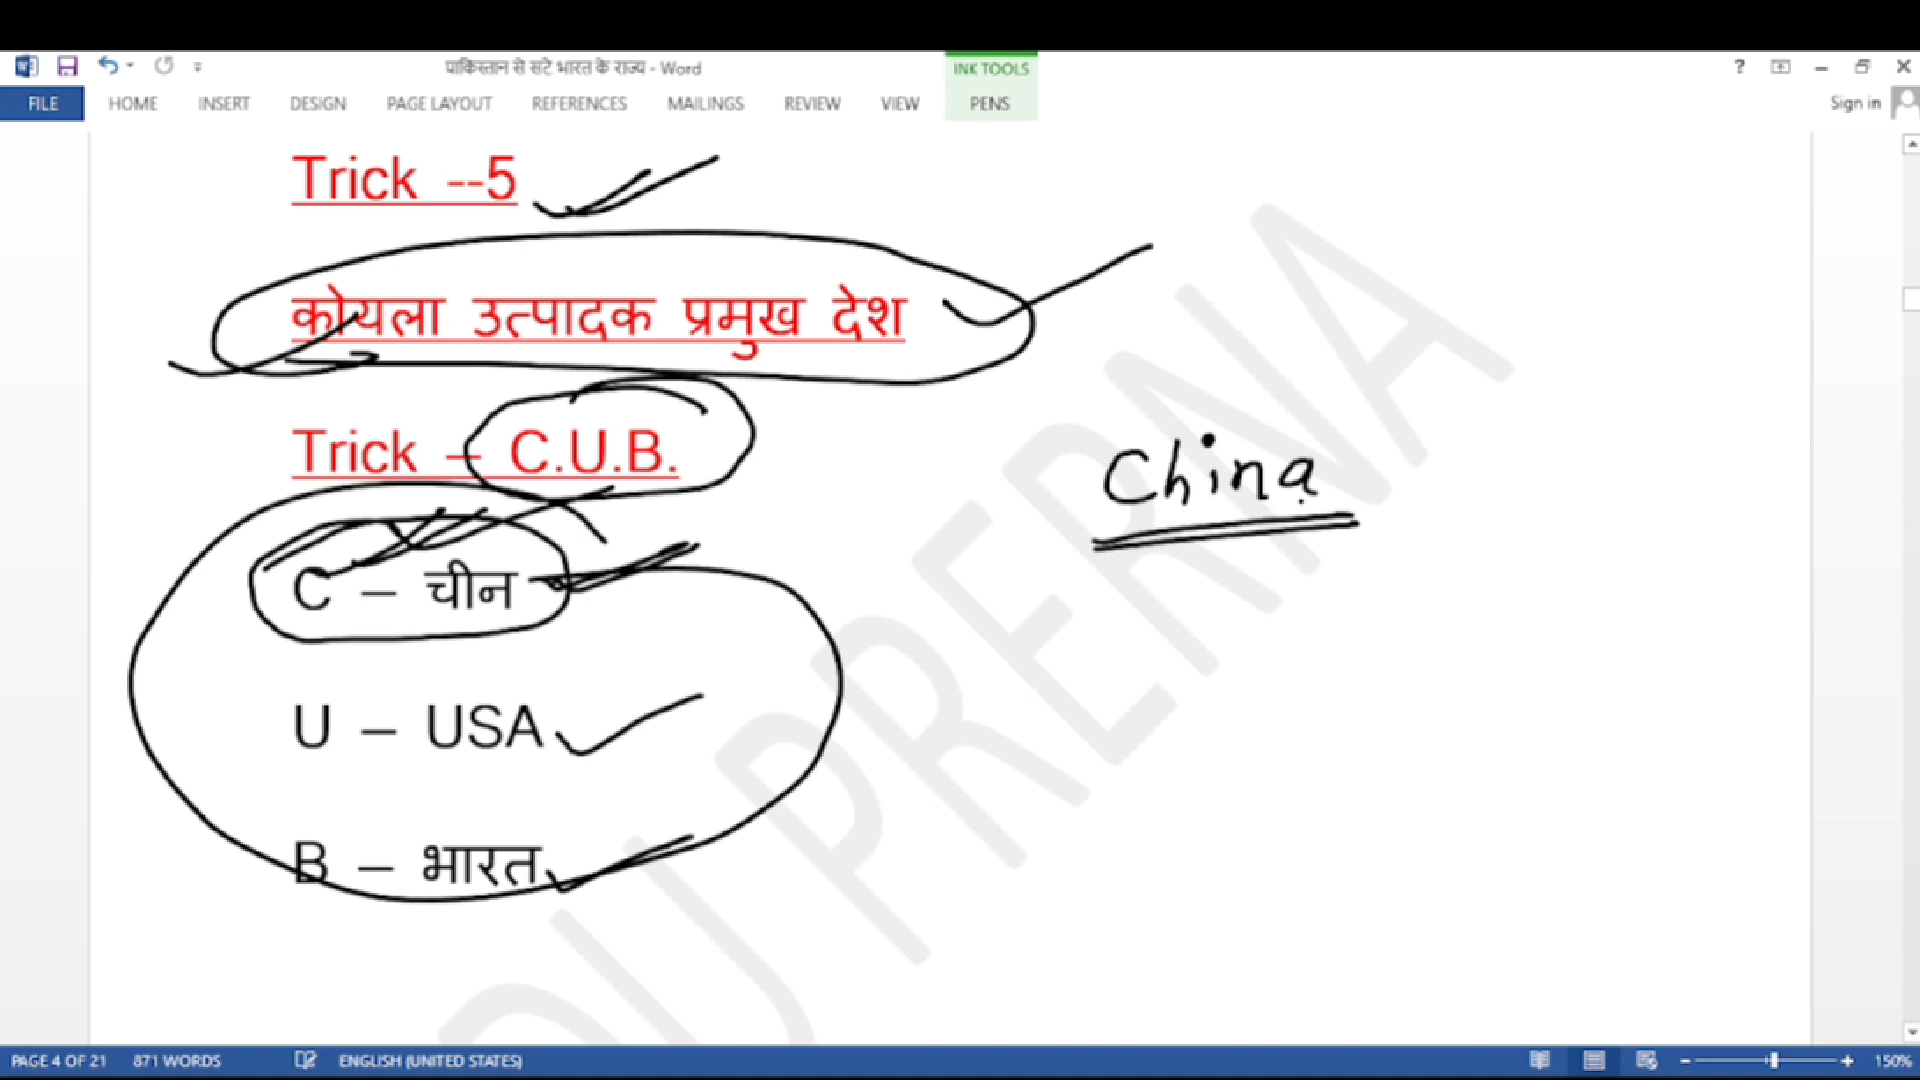 पाकिस्तान से सटे भारत के राज्य - Word
INK TOOLS
?
FILE HOME INSERT DESIGN PAGE LAYOUT REFERENCES MAILINGS REVIEW VIEW PENS
Sign in
Trick --5
कोयला उत्पादक प्रमुख देश
Trick – C.U.B.
China
C – चीन
U – USA
B – भारत
DU PRERNA
PAGE 4 OF 21 871 WORDS ENGLISH (UNITED STATES) 150%